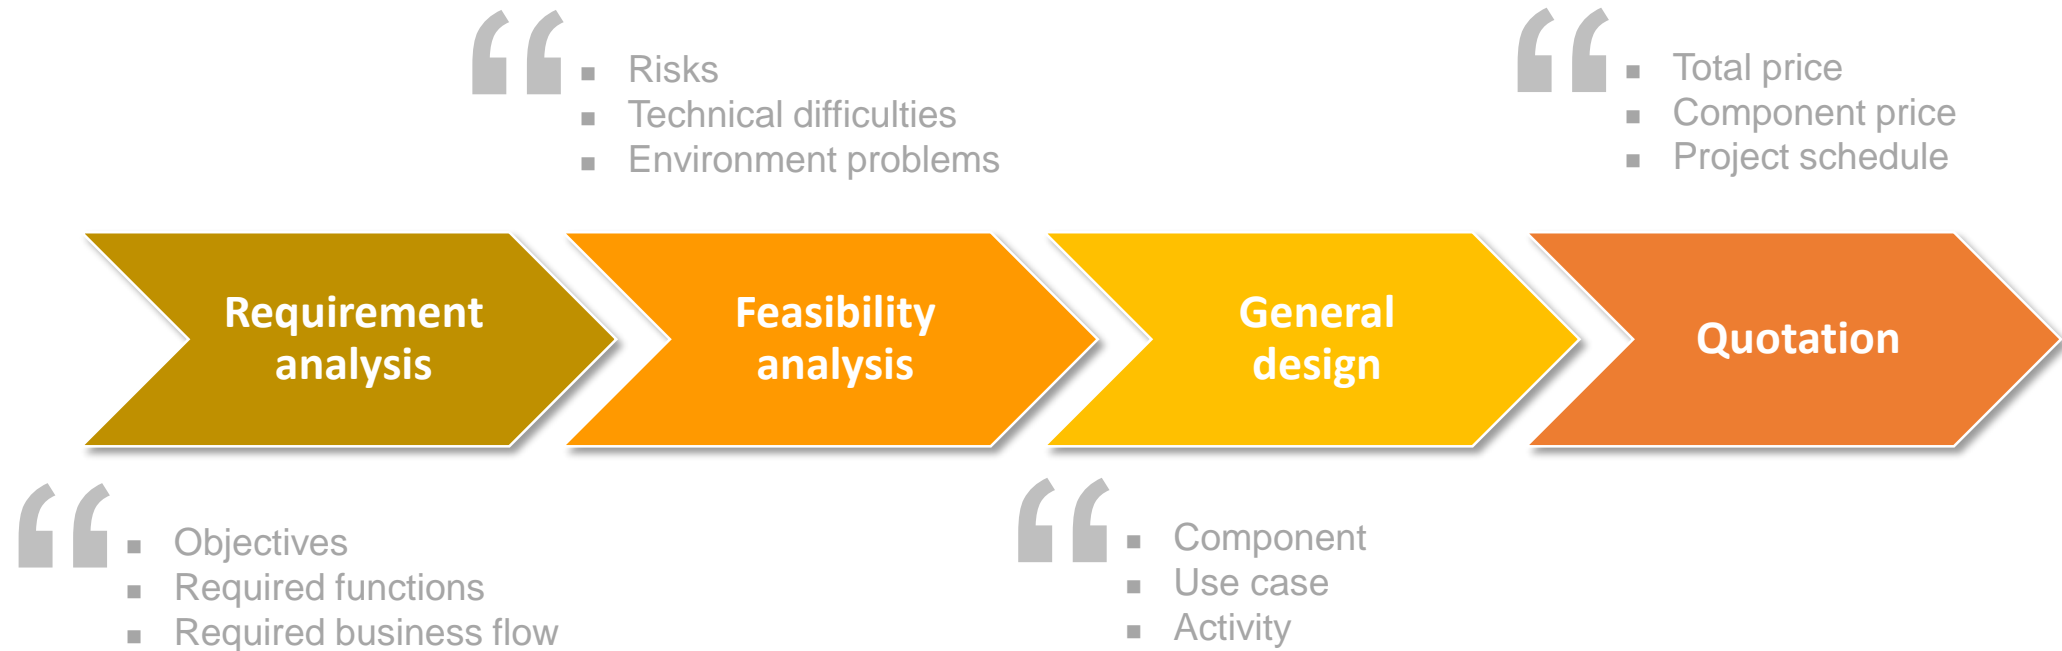 “
▪ Risks
▪ Technical difficulties
▪ Environment problems
“
▪ Total price
▪ Component price
▪ Project schedule
Requirement
analysis
Feasibility
analysis
General
design
Quotation
“
▪ Objectives
▪ Required functions
▪ Required business flow
“
▪ Component
▪ Use case
▪ Activity